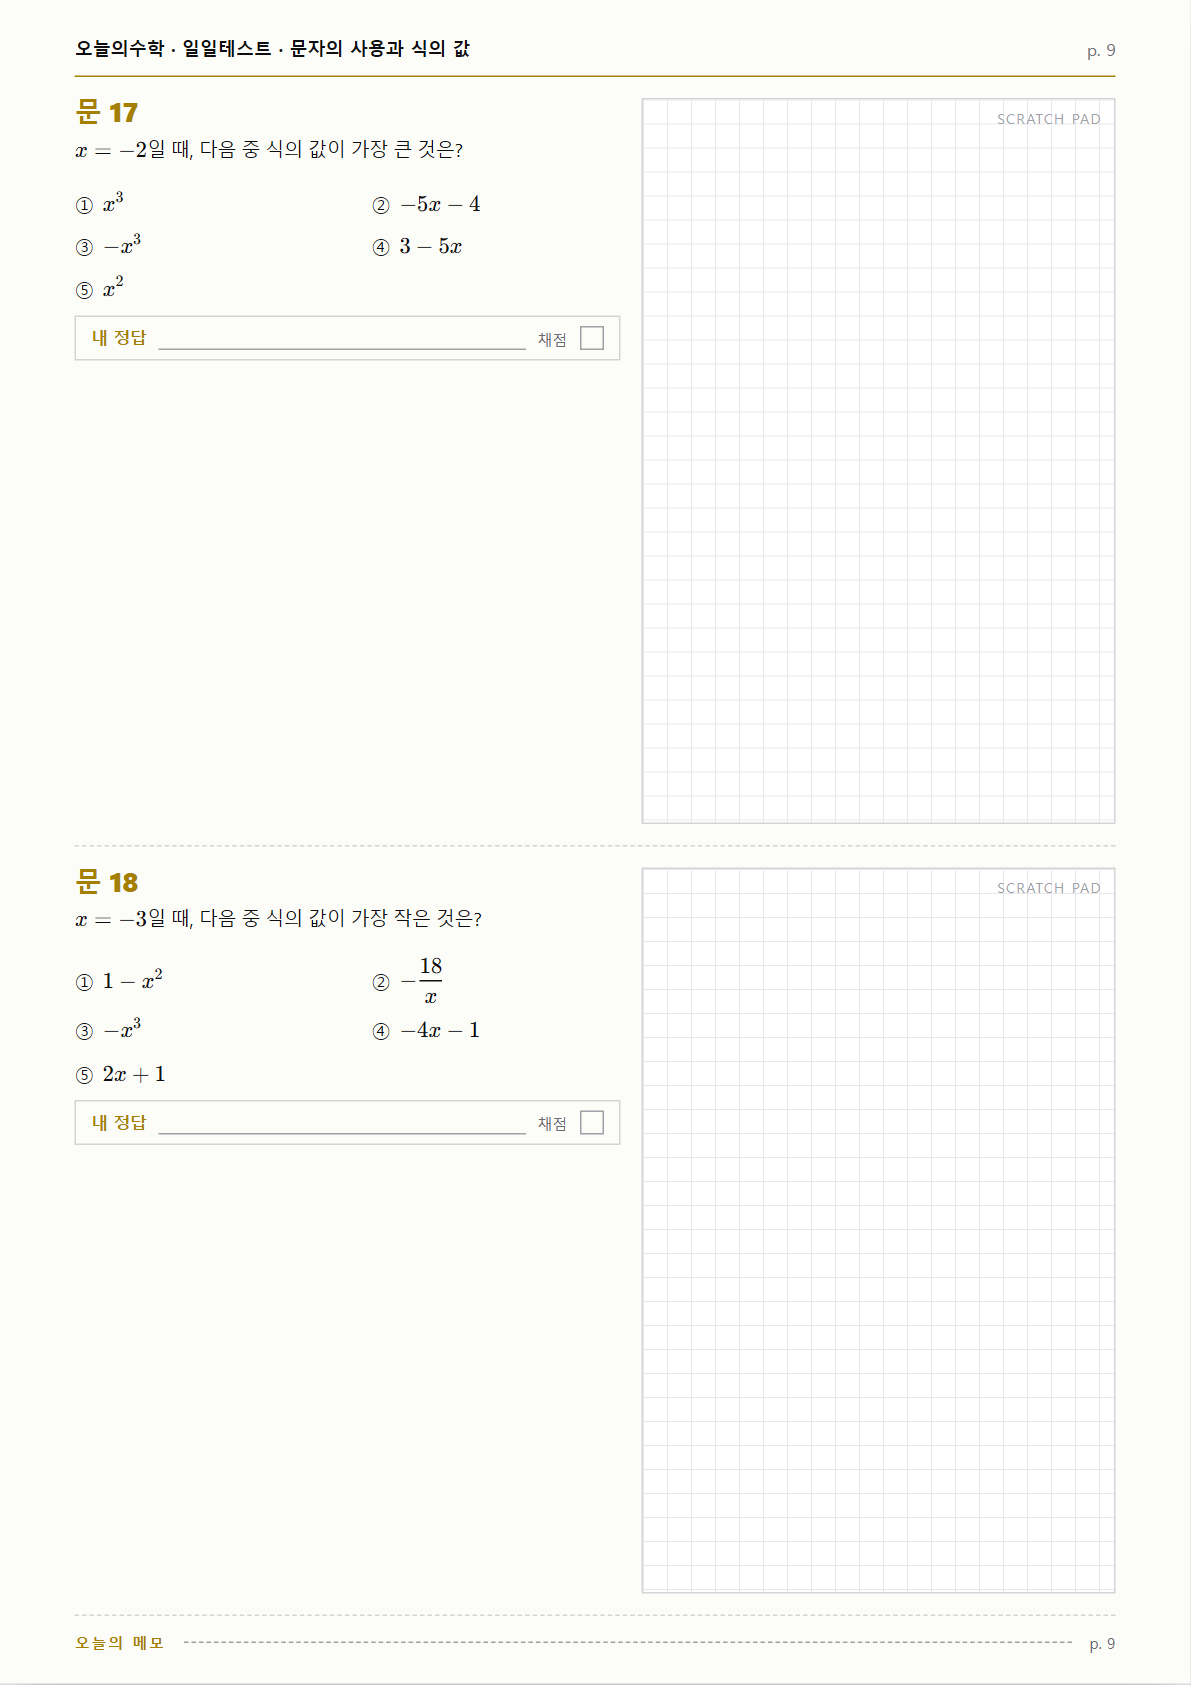 오늘의수학 · 일일테스트 · 문자의 사용과 식의 값 p. 9
문 17
x = −2일 때, 다음 중 식의 값이 가장 큰 것은?
① x³ ② −5x − 4
③ −x³ ④ 3 − 5x
⑤ x²
내 정답 채점
SCRATCH PAD
문 18
x = −3일 때, 다음 중 식의 값이 가장 작은 것은?
① 1 − x² ② −18/x
③ −x³ ④ −4x − 1
⑤ 2x + 1
내 정답 채점
SCRATCH PAD
오늘의 메모 p. 9